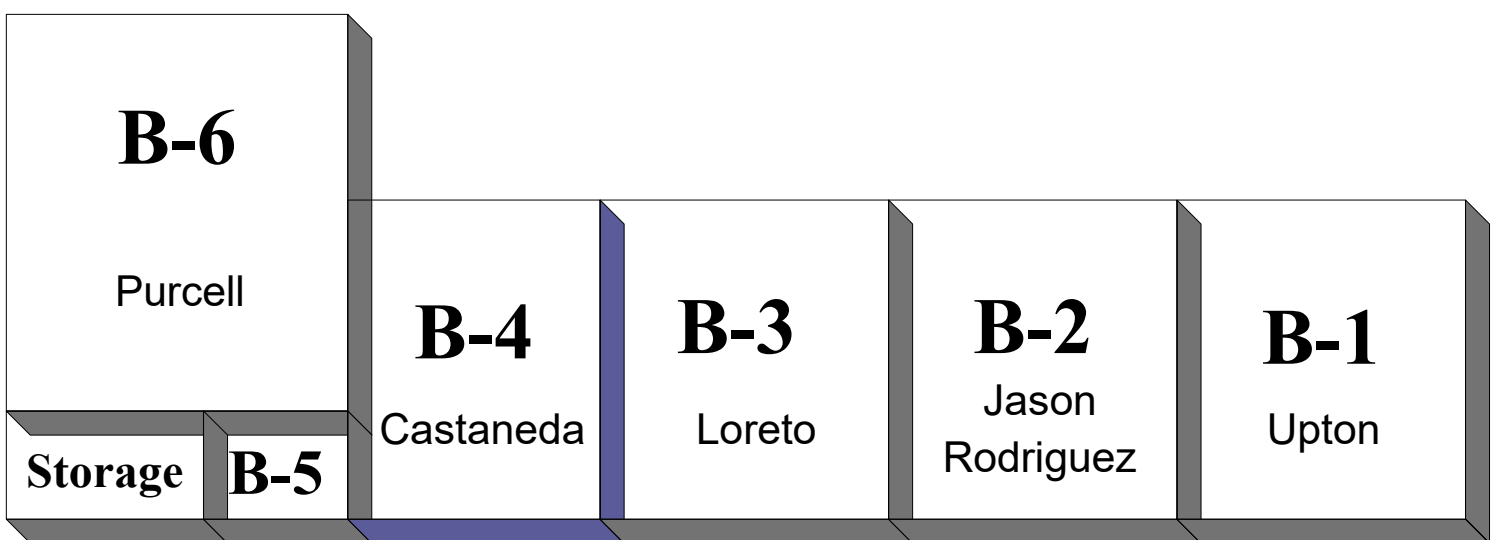 B-6
Purcell
Storage
B-5
B-4
Castaneda
B-3
Loreto
B-2
Jason
Rodriguez
B-1
Upton